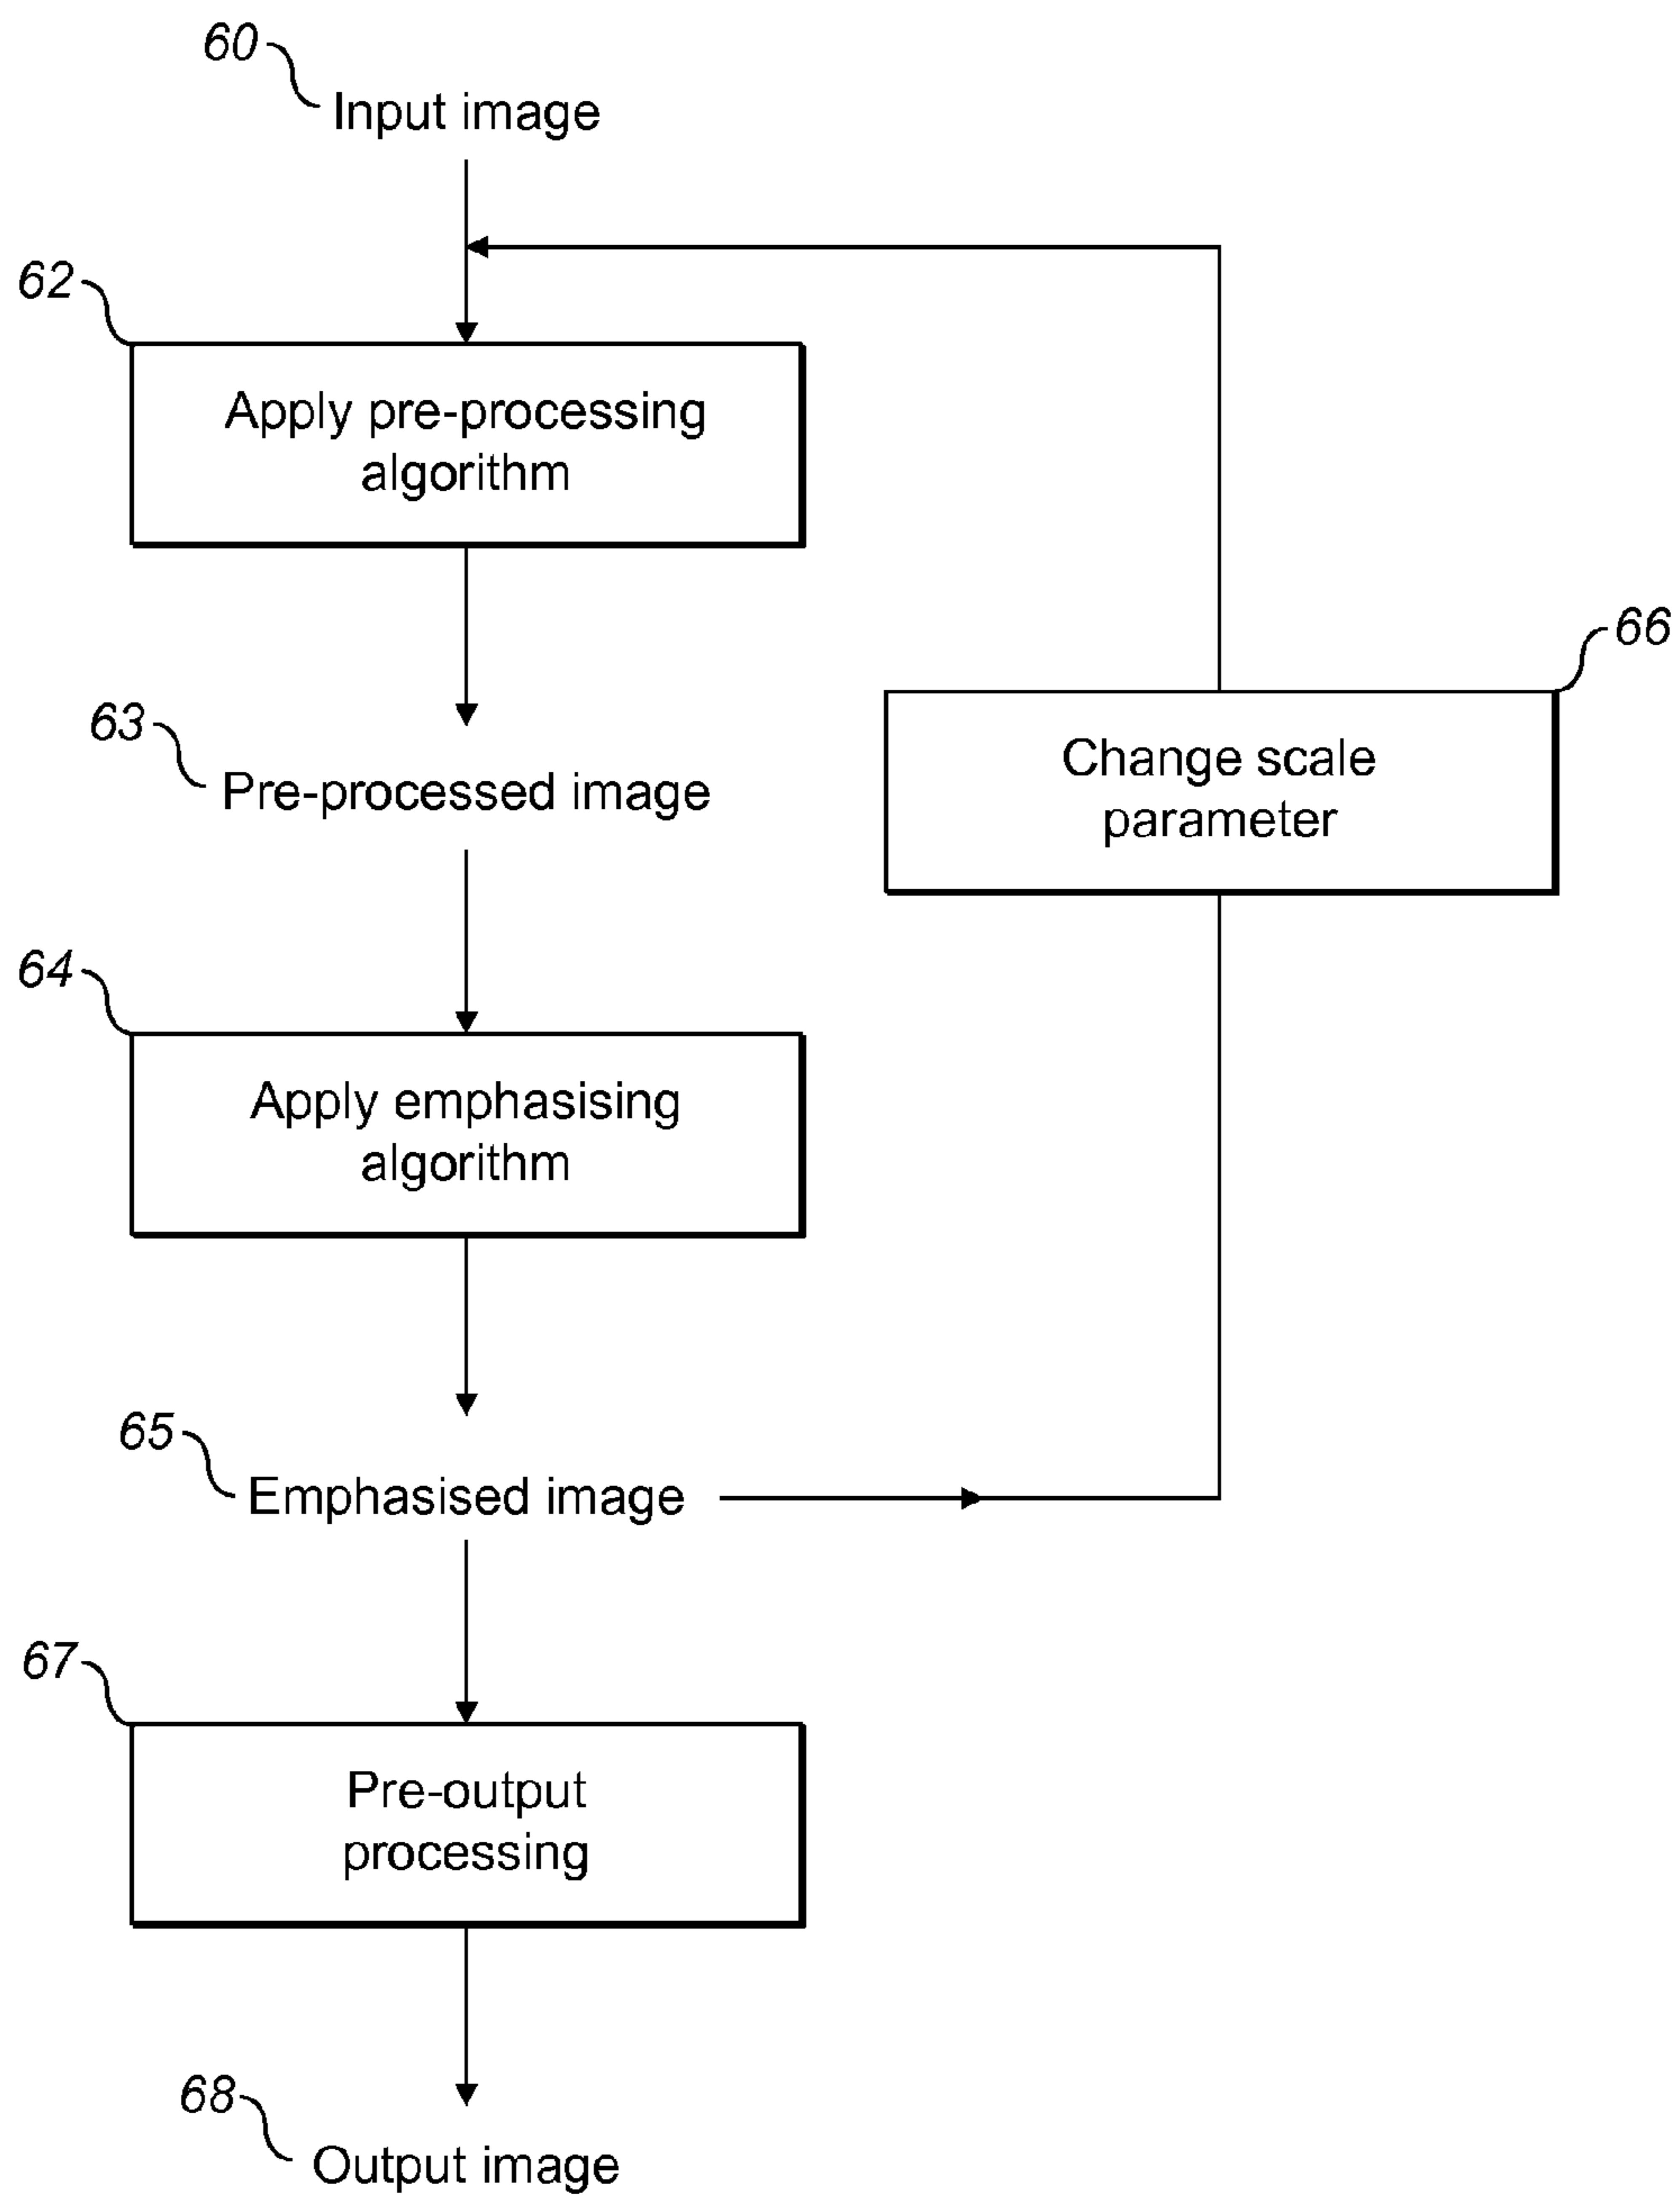 60
Input image
62
Apply pre-processing
algorithm
63
Pre-processed image
66
Change scale
parameter
64
Apply emphasising
algorithm
65
Emphasised image
67
Pre-output
processing
68
Output image